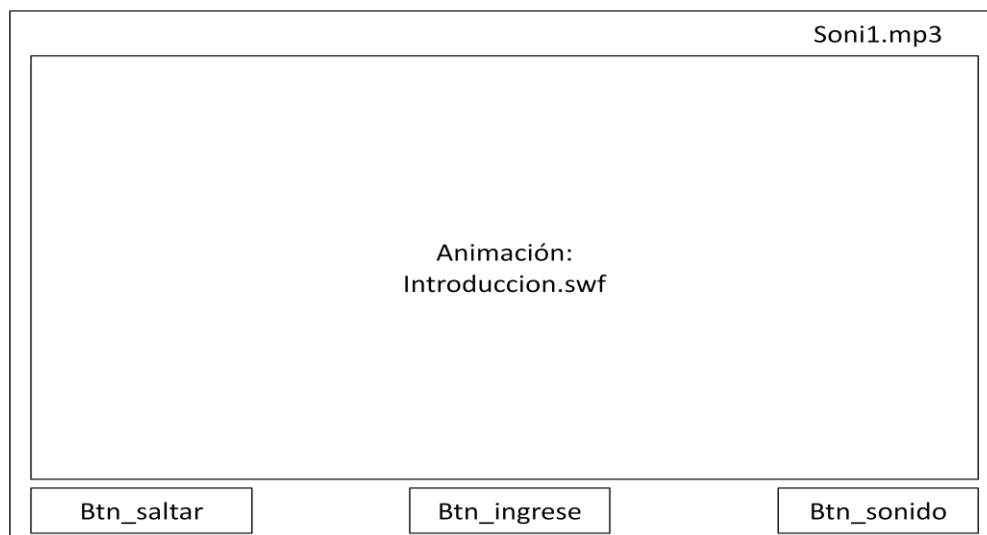 Soni1.mp3
Animación:
Introduccion.swf
Btn_saltar
Btn_ingrese
Btn_sonido